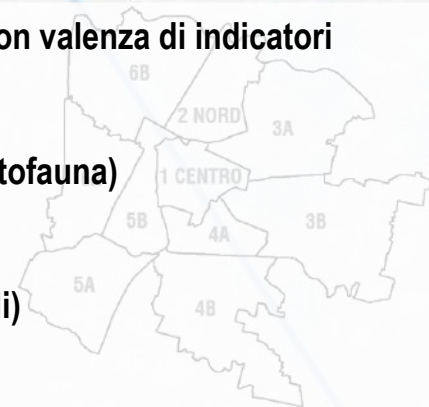 on valenza di indicatori
6B
2 NORD
3A
tofauna)
1 CENTRO
5B
4A
3B
5A
i)
4B